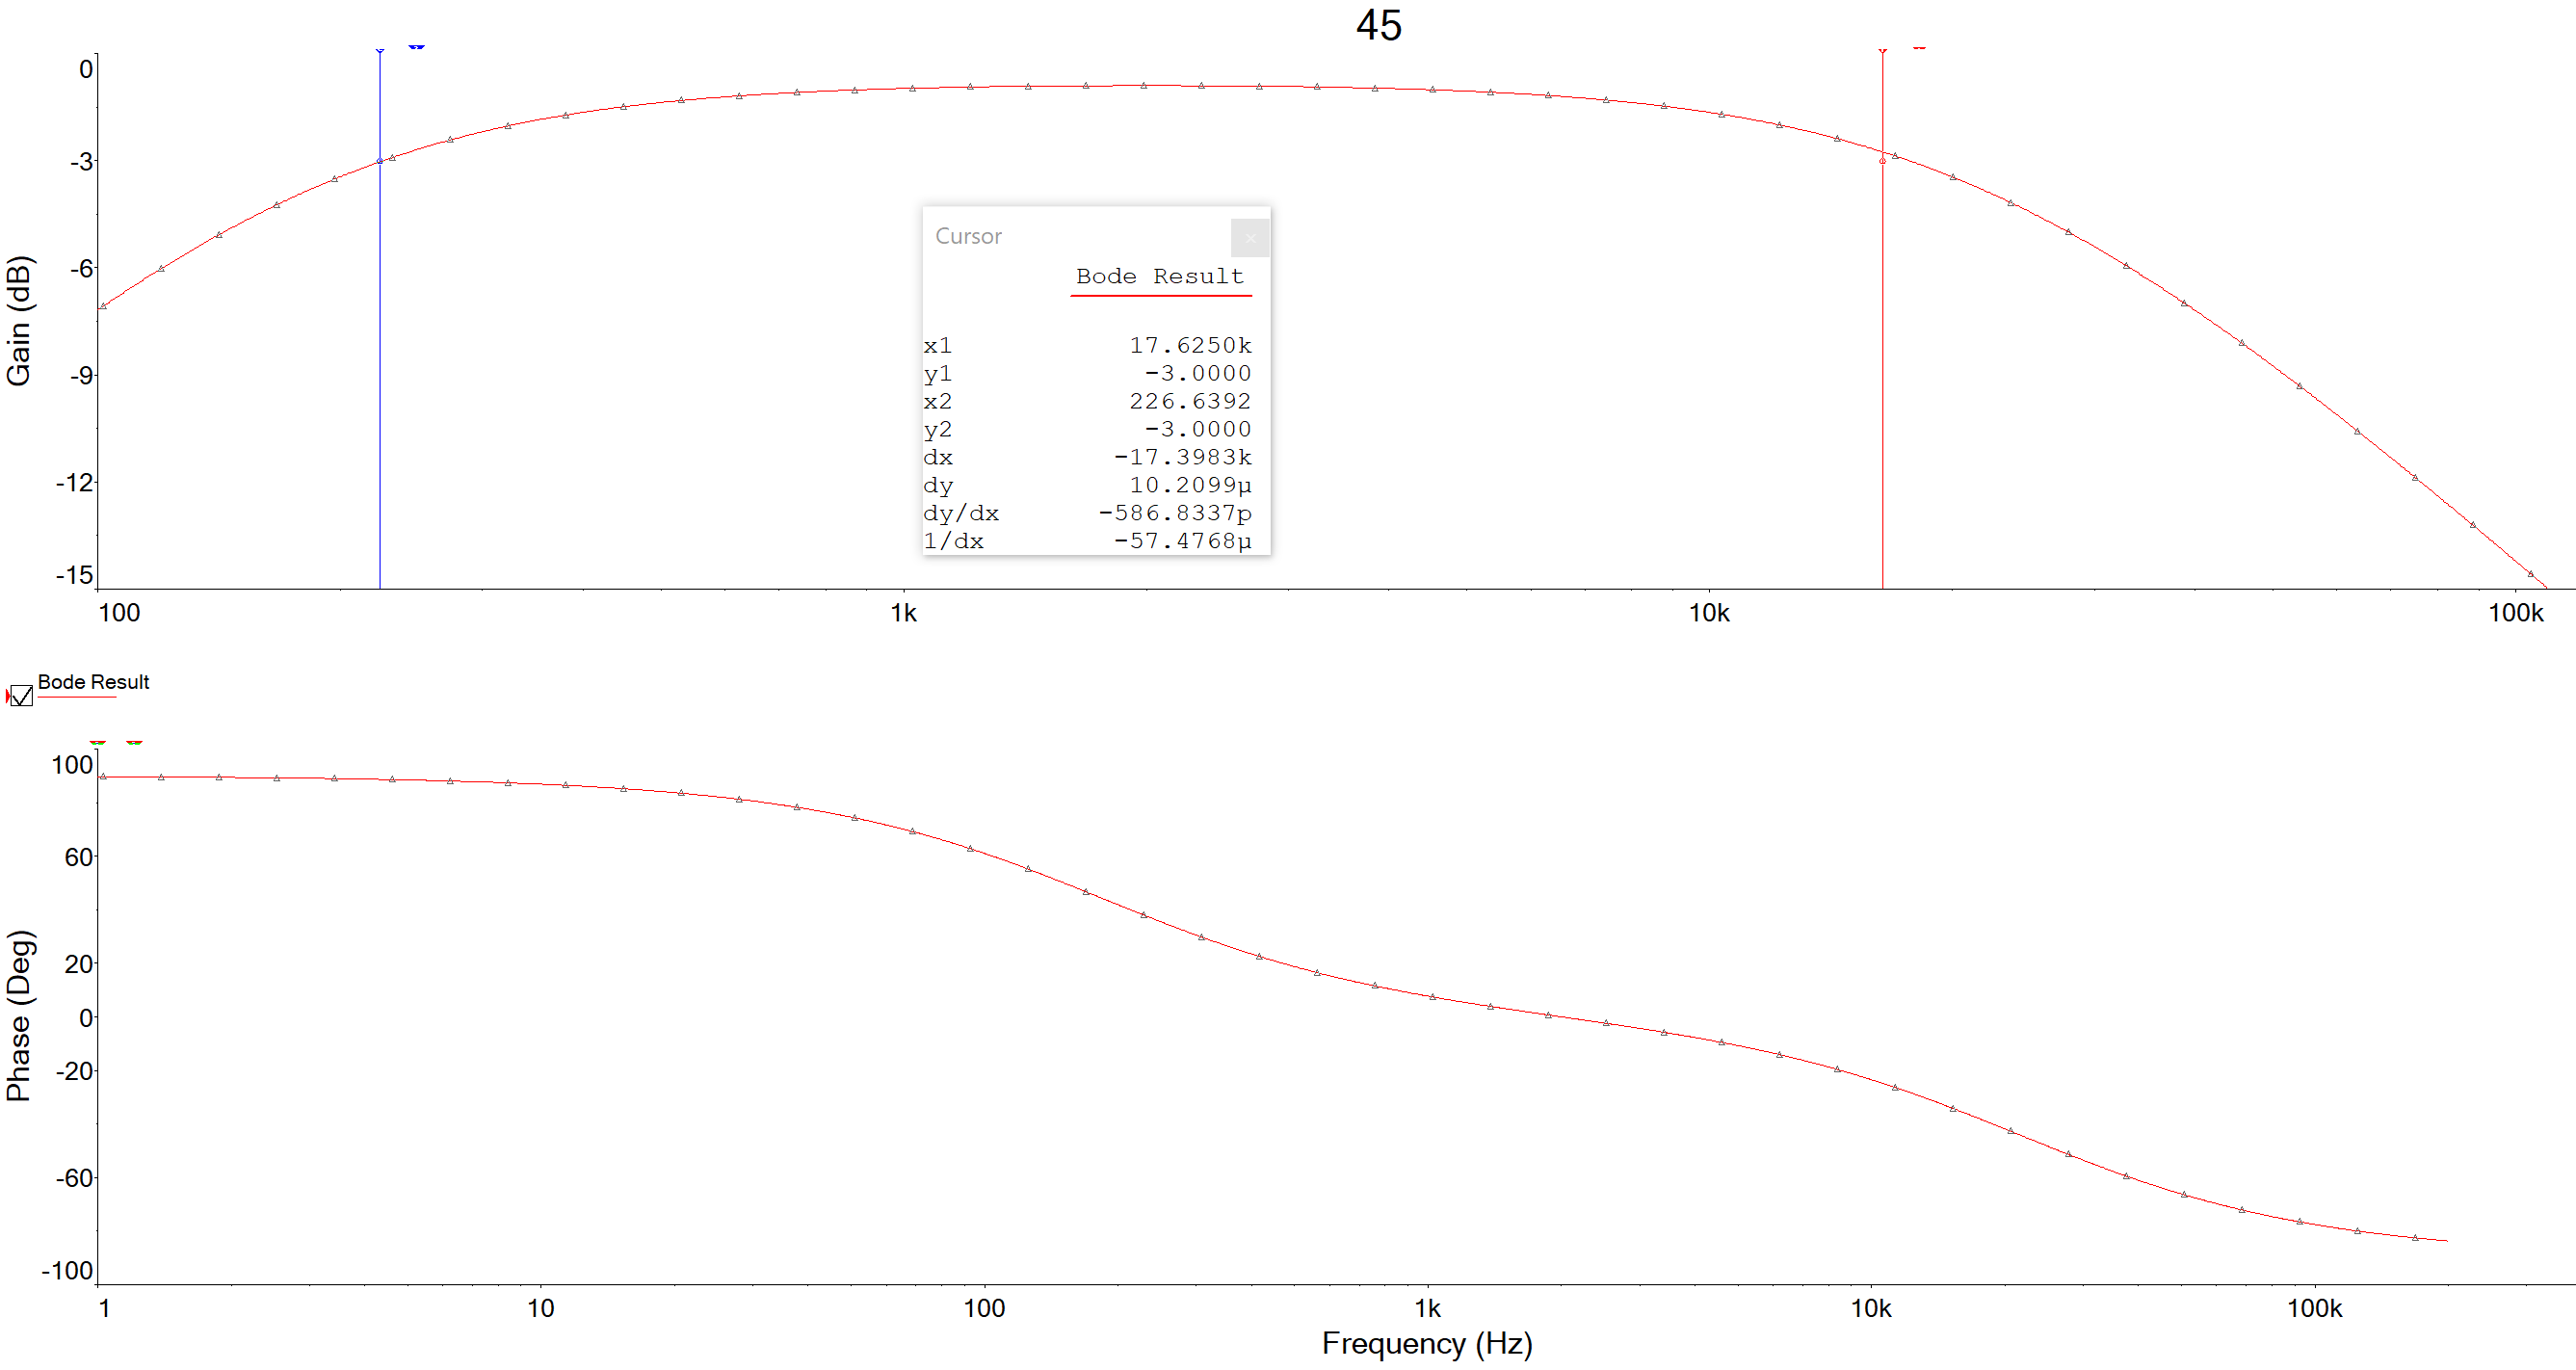 45
0
-3
-6
-9
-12
-15
Gain (dB)
100 1k 10k 100k
Cursor
Bode Result
x1 17.6250k
y1 -3.0000
x2 226.6392
y2 -3.0000
dx -17.3983k
dy 10.2099µ
dy/dx -586.8337p
1/dx -57.4768µ
Bode Result
100
60
20
0
-20
-60
-100
Phase (Deg)
1 10 100 1k 10k 100k
Frequency (Hz)